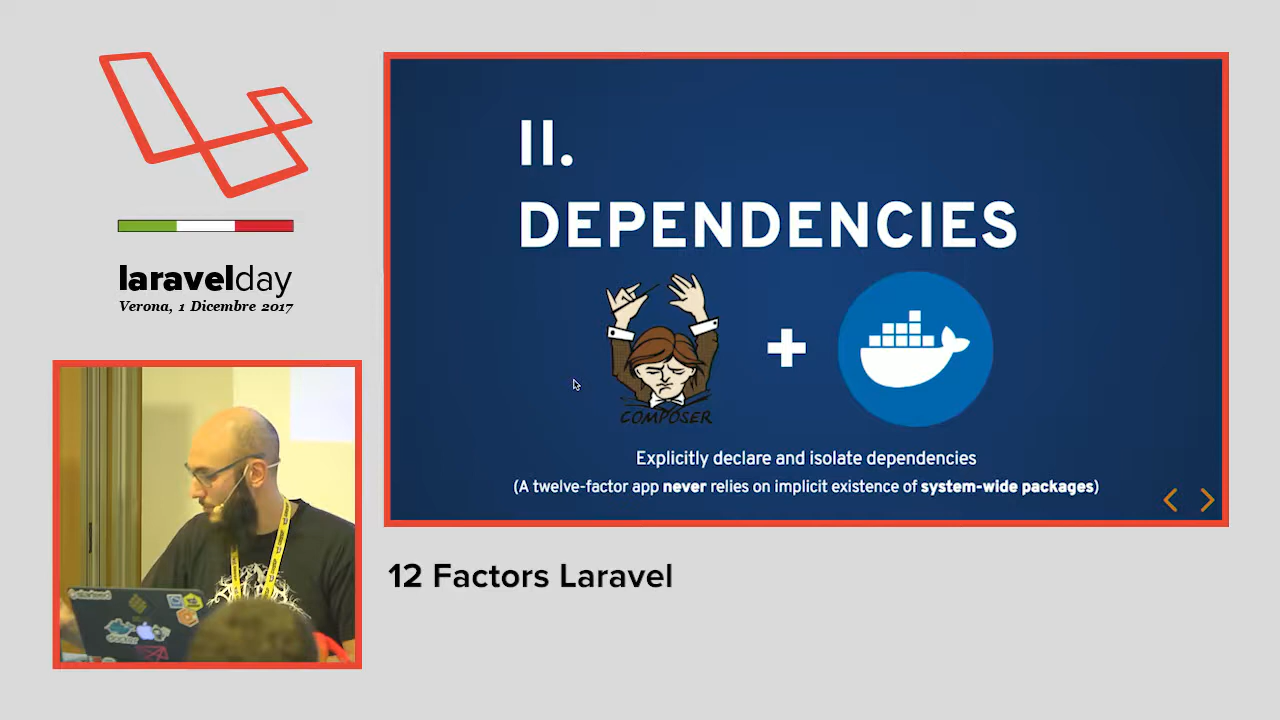 laravelday
Verona, 1 Dicembre 2017
II.
DEPENDENCIES
COMPOSER
Explicitly declare and isolate dependencies
(A twelve-factor app never relies on implicit existence of system-wide packages)
12 Factors Laravel
docker